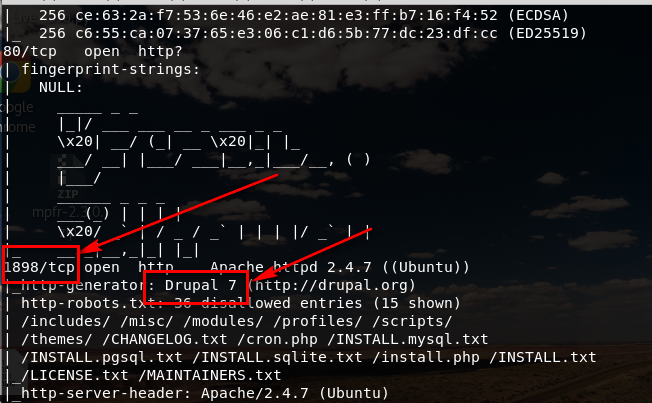 |   256 ce:63:2a:f7:53:6e:46:e2:ae:81:e3:ff:b7:16:f4:52 (ECDSA)
|_  256 c6:55:ca:07:37:65:e3:06:c1:d6:5b:77:dc:23:df:cc (ED25519)
80/tcp   open  http?
| fingerprint-strings:
|   NULL:
|     _____ _ _
|     |_|/ ___ ___ __ _ ___ _ _
|     \x20| __/ (_| __ \x20|_| |_
|     ___/ __| |___/ ___|__,_|___/__, ( )
|     |___/
|     ______ _ _ _
|     ___(_) | | | |
|     \x20/ _` | / _ / _` | | | |/ _` | |
|_    __ _|__,_|_| |_|
1898/tcp open  http    Apache httpd 2.4.7 ((Ubuntu))
|_http-generator: Drupal 7 (http://drupal.org)
| http-robots.txt: 36 disallowed entries (15 shown)
| /includes/ /misc/ /modules/ /profiles/ /scripts/
| /themes/ /CHANGELOG.txt /cron.php /INSTALL.mysql.txt
| /INSTALL.pgsql.txt /INSTALL.sqlite.txt /install.php /INSTALL.txt
|_/LICENSE.txt /MAINTAINERS.txt
|_http-server-header: Apache/2.4.7 (Ubuntu)
ZIP